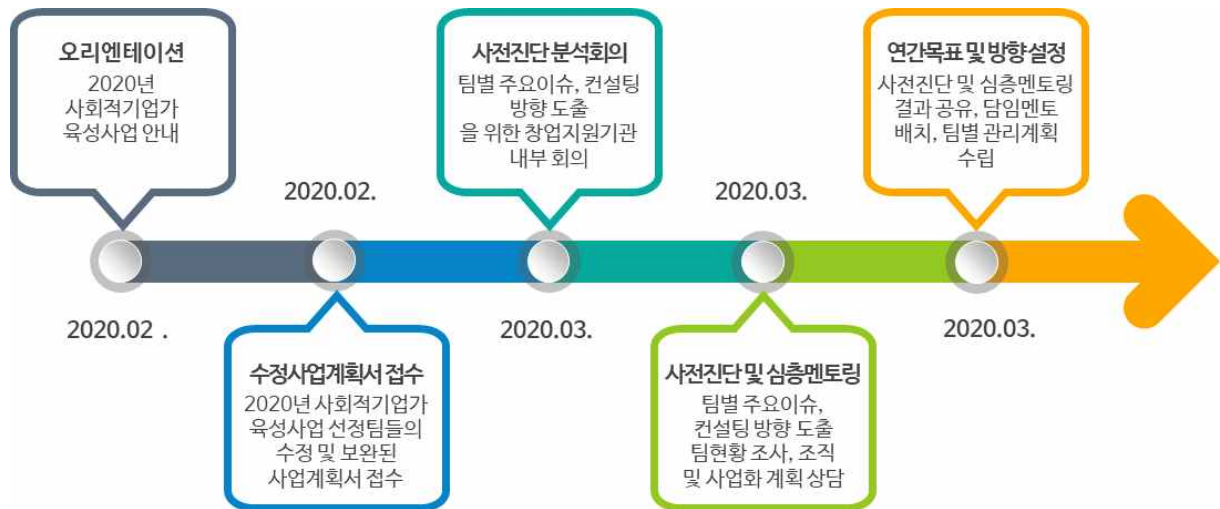 오리엔테이션
2020년
사회적기업가
육성사업 안내
2020.02 .
2020.02.
수정사업계획서 접수
2020년 사회적기업가
육성사업 선정팀들의
수정 및 보완된
사업계획서 접수
사전진단 분석회의
팀별 주요이슈, 컨설팅
방향 도출
을 위한 창업지원기관
내부 회의
2020.03.
2020.03.
사전진단 및 심층멘토링
팀별 주요이슈,
컨설팅 방향 도출
팀현황 조사, 조직
및 사업화 계획 상담
연간목표 및 방향 설정
사전진단 및 심층멘토링
결과 공유, 담임멘토
배치, 팀별 관리계획
수립
2020.03.